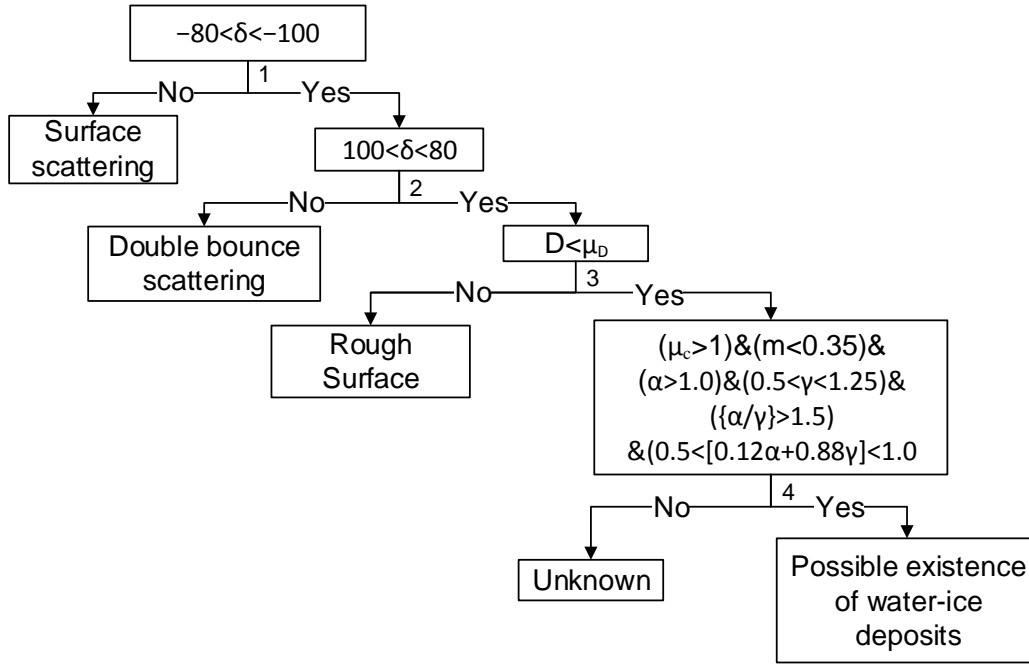 −80<δ<−100
1
No
Yes
Surface
scattering
100<δ<80
2
No
Yes
Double bounce
scattering
D<μD
3
No
Yes
Rough
Surface
(μc>1)&(m<0.35)&
(α>1.0)&(0.5<γ<1.25)&
({α/γ}>1.5)
&(0.5<[0.12α+0.88γ]<1.0
4
No
Yes
Unknown
Possible existence
of water-ice
deposits